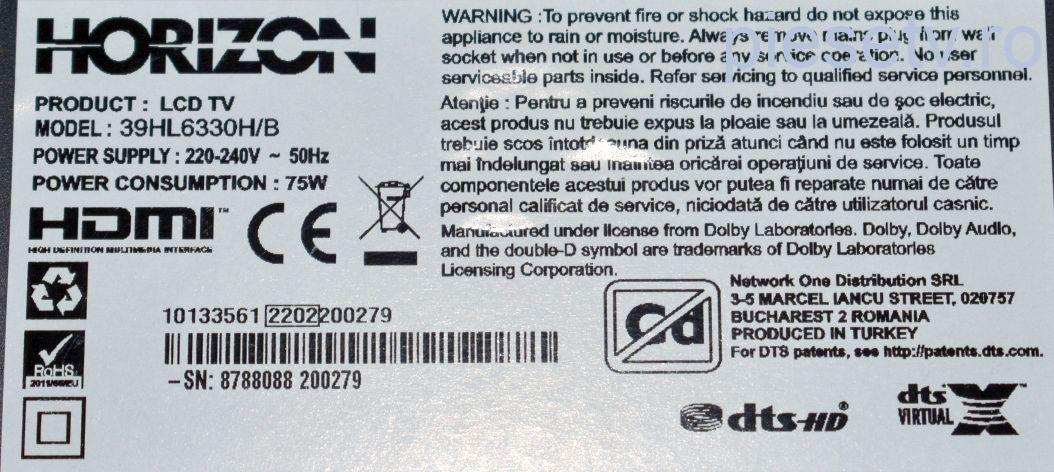 HORIZON
PRODUCT : LCD TV
MODEL : 39HL6330H/B
POWER SUPPLY : 220-240V ~ 50Hz
POWER CONSUMPTION : 75W
HDMI™
HIGH DEFINITION MULTIMEDIA INTERFACE
CE
RoHS
2011/65/EU
10133561 2202200279
-SN: 8788088 200279
WARNING :To prevent fire or shock hazard do not expose this
appliance to rain or moisture. Always remove mains plug from wall
socket when not in use or before any service operation. No user
serviceable parts inside. Refer servicing to qualified service personnel.
Atenţie : Pentru a preveni riscurile de incendiu sau de şoc electric,
acest produs nu trebuie expus la ploaie sau la umezeală. Produsul
trebuie scos întotdeauna din priză atunci când nu este folosit un timp
mai îndelungat sau înaintea oricărei operaţiuni de service. Toate
componentele acestui produs vor putea fi reparate numai de către
personal calificat de service, niciodată de către utilizatorul casnic.
Manufactured under license from Dolby Laboratories. Dolby, Dolby Audio,
and the double-D symbol are trademarks of Dolby Laboratories
Licensing Corporation.
Cd
Network One Distribution SRL
3-5 MARCEL IANCU STREET, 020757
BUCHAREST 2 ROMANIA
PRODUCED IN TURKEY
For DTS patents, see http://patents.dts.com.
dts-HD®
dts VIRTUAL X